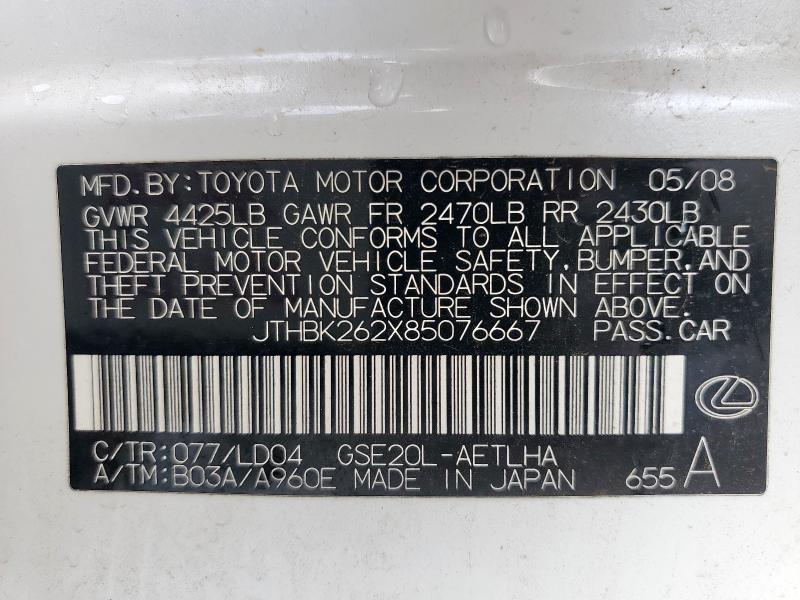 MFD. BY: TOYOTA MOTOR CORPORATION 05/08
GVWR 4425LB GAWR FR 2470LB RR 2430LB
THIS VEHICLE CONFORMS TO ALL APPLICABLE
FEDERAL MOTOR VEHICLE SAFETY, BUMPER, AND
THEFT PREVENTION STANDARDS IN EFFECT ON
THE DATE OF MANUFACTURE SHOWN ABOVE.
JTHBK262X85076667 PASS. CAR
C/TR: 077/LD04 GSE20L-AETLHA
A/TM: B03A/A960E MADE IN JAPAN 655 A